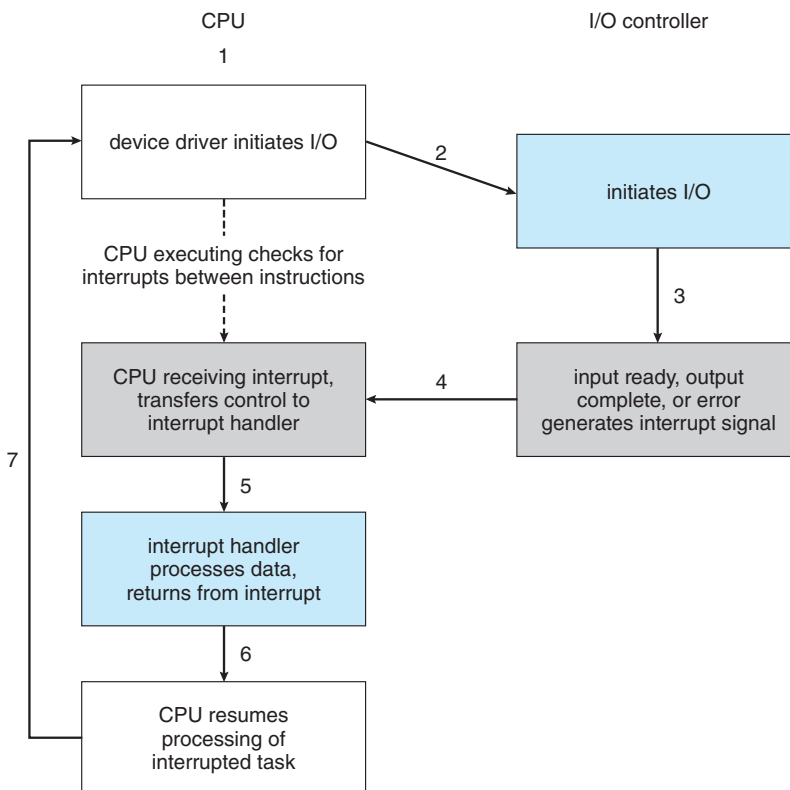 CPU
I/O controller
1
device driver initiates I/O
2
initiates I/O
CPU executing checks for
interrupts between instructions
3
CPU receiving interrupt,
transfers control to
interrupt handler
4
input ready, output
complete, or error
generates interrupt signal
7
5
interrupt handler
processes data,
returns from interrupt
6
CPU resumes
processing of
interrupted task